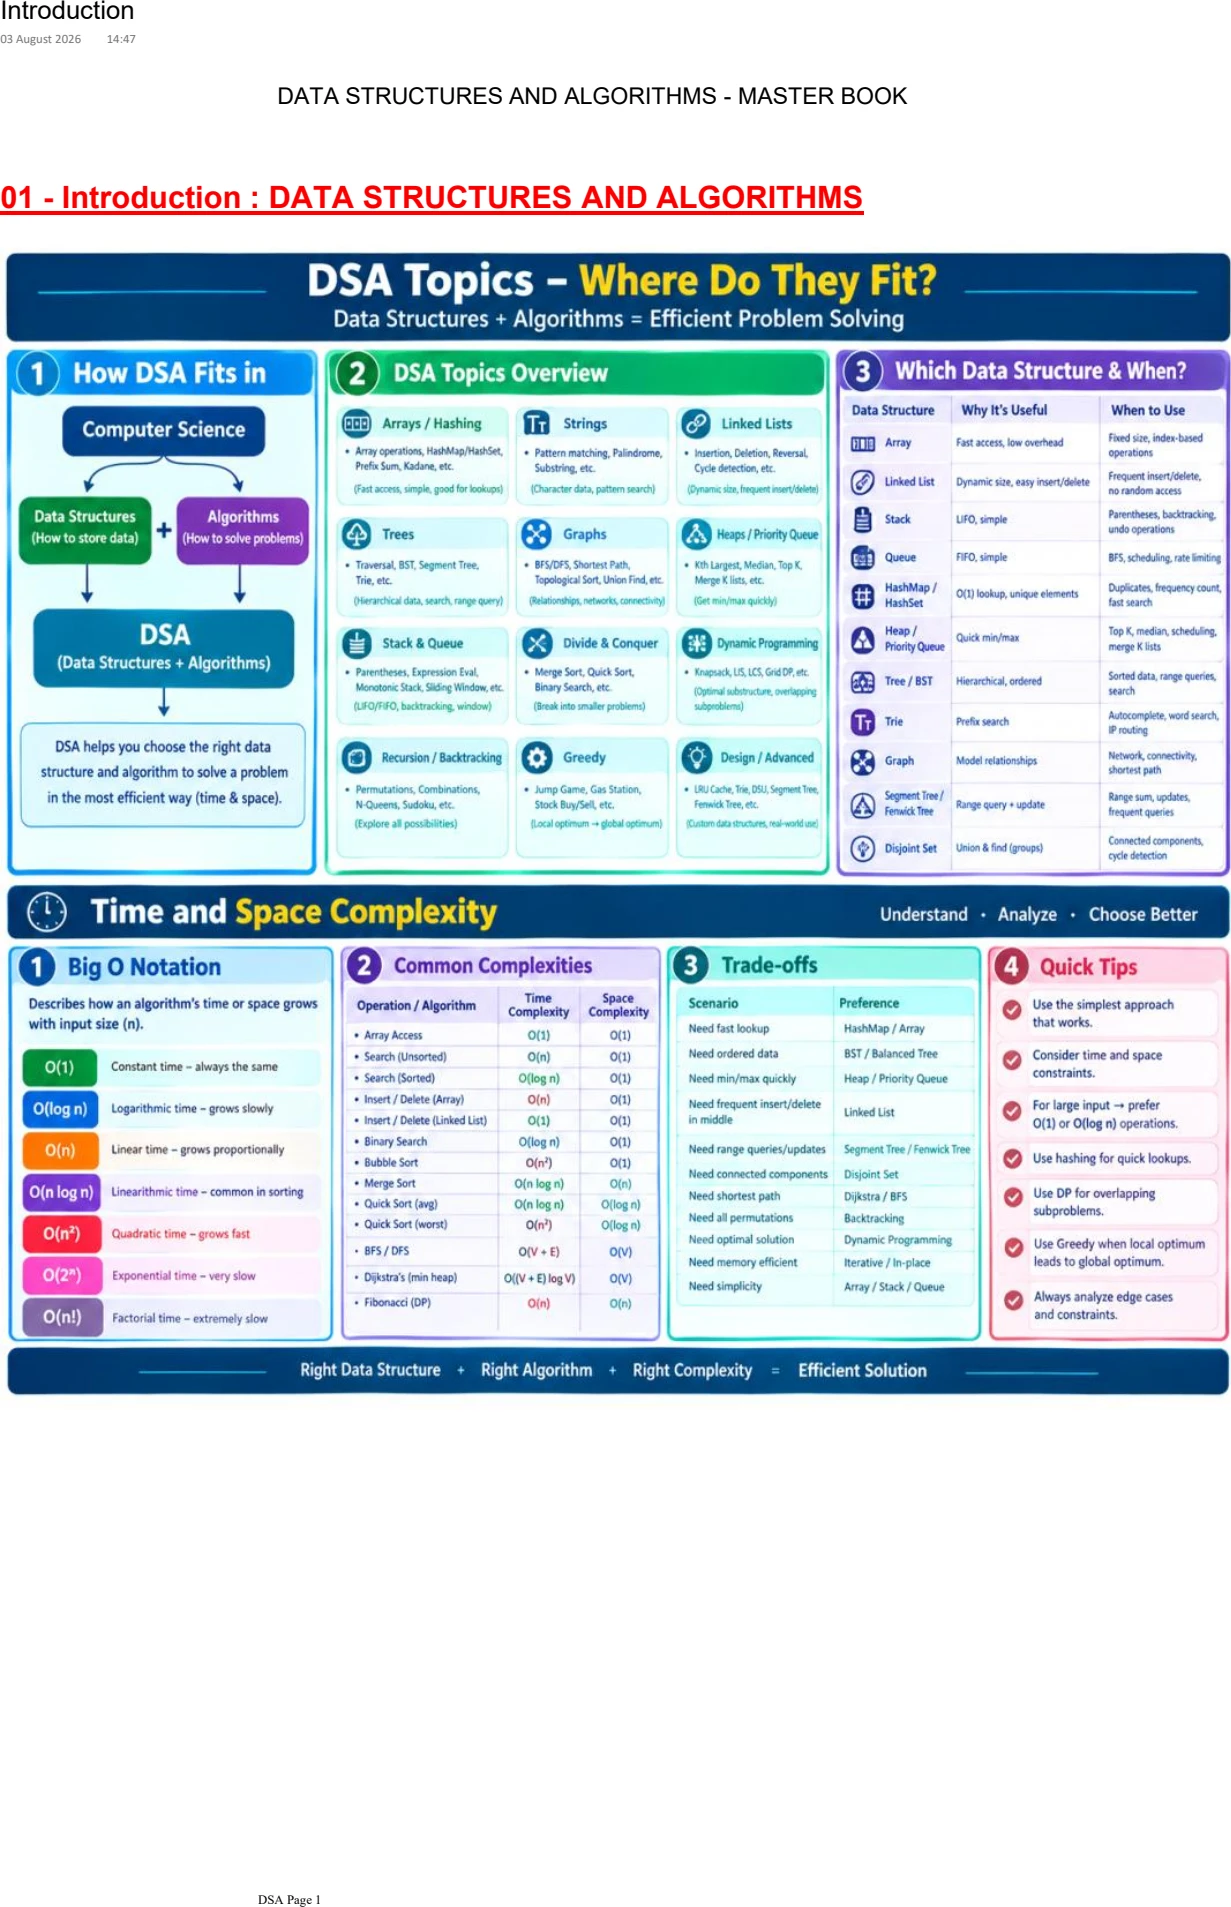 Introduction
03 August 2026 14:47
DATA STRUCTURES AND ALGORITHMS - MASTER BOOK
01 - Introduction : DATA STRUCTURES AND ALGORITHMS
DSA Topics – Where Do They Fit?
Data Structures + Algorithms = Efficient Problem Solving
1 How DSA Fits in
Computer Science
Data Structures
(How to store data)
+
Algorithms
(How to solve problems)
DSA
(Data Structures + Algorithms)
DSA helps you choose the right data
structure and algorithm to solve a problem
in the most efficient way (time & space).
2 DSA Topics Overview
Arrays / Hashing
• Array operations, HashMap/HashSet,
Prefix Sum, Kadane, etc.
(Fast access, simple, good for lookups)
Tт Strings
• Pattern matching, Palindrome,
Substring, etc.
(Character data, pattern search)
Linked Lists
• Insertion, Deletion, Reversal,
Cycle detection, etc.
(Dynamic size, frequent insert/delete)
Trees
• Traversal, BST, Segment Tree,
Trie, etc.
(Hierarchical data, search, range query)
Graphs
• BFS/DFS, Shortest Path,
Topological Sort, Union Find, etc.
(Relationships, networks, connectivity)
Heaps / Priority Queue
• Kth Largest, Median, Top K,
Merge K lists, etc.
(Get min/max quickly)
Stack & Queue
• Parentheses, Expression Eval,
Monotonic Stack, Sliding Window, etc.
(LIFO/FIFO, backtracking, window)
Divide & Conquer
• Merge Sort, Quick Sort,
Binary Search, etc.
(Break into smaller problems)
Dynamic Programming
• Knapsack, LIS, LCS, Grid DP, etc.
(Optimal substructure, overlapping
subproblems)
Recursion / Backtracking
• Permutations, Combinations,
N-Queens, Sudoku, etc.
(Explore all possibilities)
Greedy
• Jump Game, Gas Station,
Stock Buy/Sell, etc.
(Local optimum → global optimum)
Design / Advanced
• LRU Cache, Trie, DSU, Segment Tree,
Fenwick Tree, etc.
(Custom data structures, real-world use)
3 Which Data Structure & When?
Data Structure Why It's Useful When to Use
Array Fast access, low overhead Fixed size, index-based
operations
Linked List Dynamic size, easy insert/delete Frequent insert/delete,
no random access
Stack LIFO, simple Parentheses, backtracking,
undo operations
Queue FIFO, simple BFS, scheduling, rate limiting
HashMap /
HashSet O(1) lookup, unique elements Duplicates, frequency count,
fast search
Heap /
Priority Queue Quick min/max Top K, median, scheduling,
merge K lists
Tree / BST Hierarchical, ordered Sorted data, range queries,
search
Tт Trie Prefix search Autocomplete, word search,
IP routing
Graph Model relationships Network, connectivity,
shortest path
Segment Tree /
Fenwick Tree Range query + update Range sum, updates,
frequent queries
Disjoint Set Union & find (groups) Connected components,
cycle detection
Time and Space Complexity
Understand • Analyze • Choose Better
1 Big O Notation
Describes how an algorithm's time or space grows
with input size (n).
O(1) Constant time – always the same
O(log n) Logarithmic time – grows slowly
O(n) Linear time – grows proportionally
O(n log n) Linearithmic time – common in sorting
O(n²) Quadratic time – grows fast
O(2ⁿ) Exponential time – very slow
O(n!) Factorial time – extremely slow
2 Common Complexities
Operation / Algorithm Time Complexity Space Complexity
• Array Access O(1) O(1)
• Search (Unsorted) O(n) O(1)
• Search (Sorted) O(log n) O(1)
• Insert / Delete (Array) O(n) O(1)
• Insert / Delete (Linked List) O(1) O(1)
• Binary Search O(log n) O(1)
• Bubble Sort O(n²) O(1)
• Merge Sort O(n log n) O(n)
• Quick Sort (avg) O(n log n) O(log n)
• Quick Sort (worst) O(n²) O(log n)
• BFS / DFS O(V + E) O(V)
• Dijkstra's (min heap) O((V + E) log V) O(V)
• Fibonacci (DP) O(n) O(n)
3 Trade-offs
Scenario Preference
Need fast lookup HashMap / Array
Need ordered data BST / Balanced Tree
Need min/max quickly Heap / Priority Queue
Need frequent insert/delete
in middle Linked List
Need range queries/updates Segment Tree / Fenwick Tree
Need connected components Disjoint Set
Need shortest path Dijkstra / BFS
Need all permutations Backtracking
Need optimal solution Dynamic Programming
Need memory efficient Iterative / In-place
Need simplicity Array / Stack / Queue
4 Quick Tips
Use the simplest approach
that works.
Consider time and space
constraints.
For large input → prefer
O(1) or O(log n) operations.
Use hashing for quick lookups.
Use DP for overlapping
subproblems.
Use Greedy when local optimum
leads to global optimum.
Always analyze edge cases
and constraints.
Right Data Structure + Right Algorithm + Right Complexity = Efficient Solution
DSA Page 1